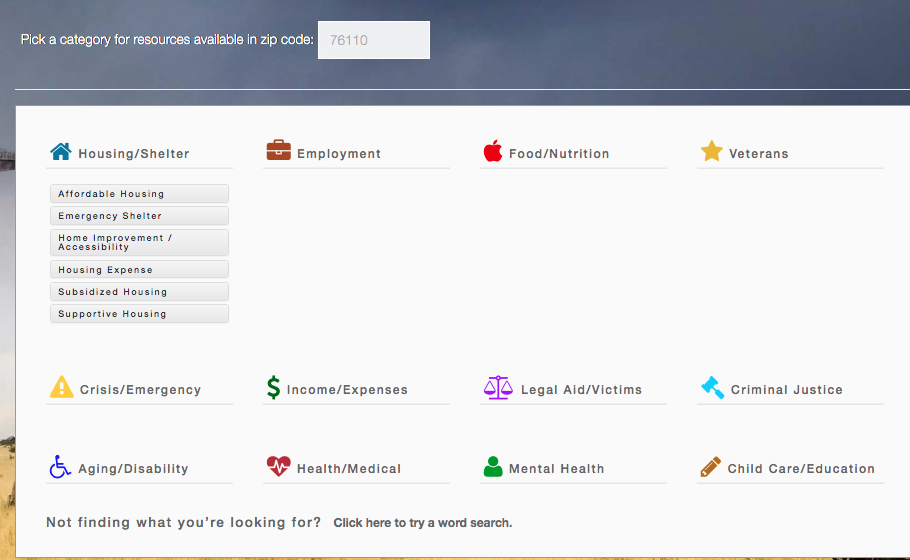 Pick a category for resources available in zip code: 76110
Housing/Shelter
Employment
Food/Nutrition
Veterans
Affordable Housing
Emergency Shelter
Home Improvement /
Accessibility
Housing Expense
Subsidized Housing
Supportive Housing
Crisis/Emergency
Income/Expenses
Legal Aid/Victims
Criminal Justice
Aging/Disability
Health/Medical
Mental Health
Child Care/Education
Not finding what you’re looking for? Click here to try a word search.